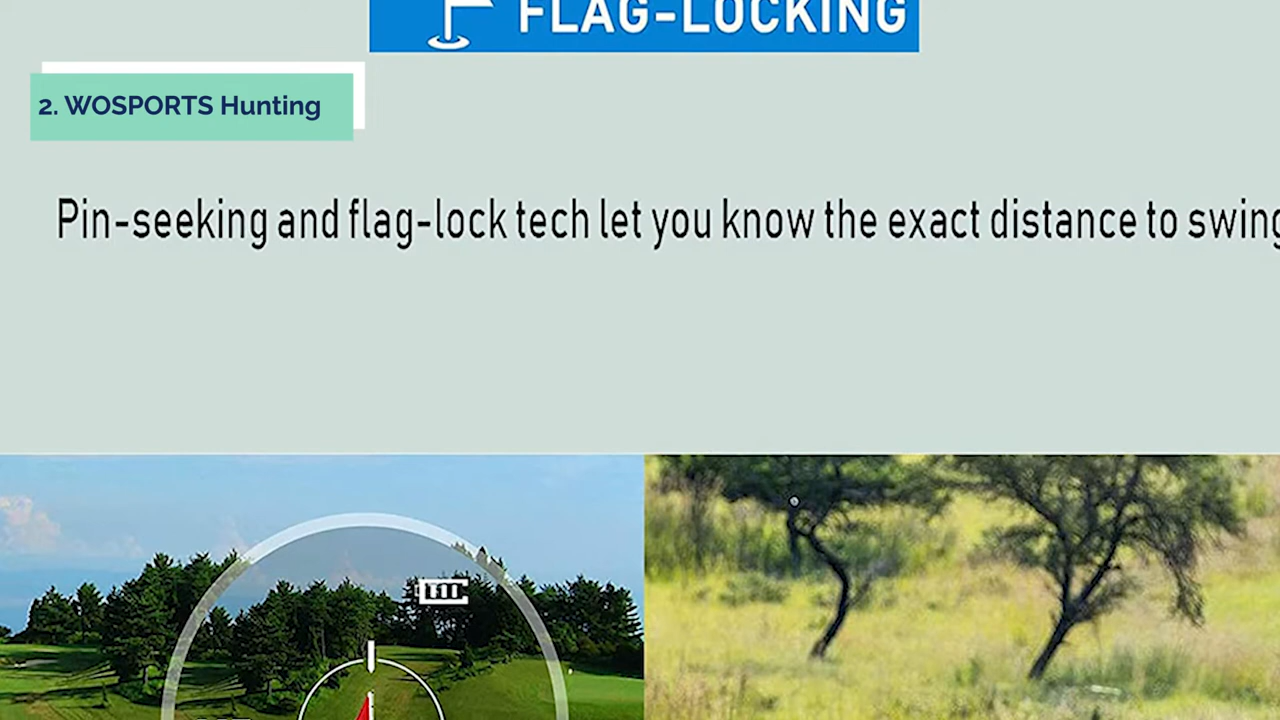 FLAG-LOCKING
2. WOSPORTS Hunting
Pin-seeking and flag-lock tech let you know the exact distance to swing